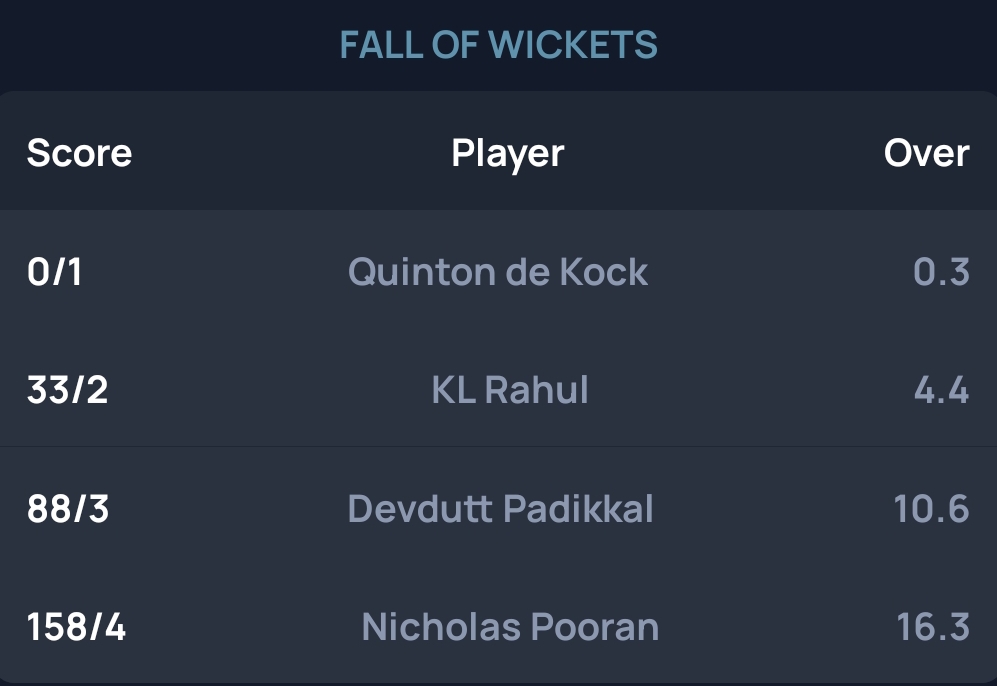 FALL OF WICKETS
Score Player Over
0/1 Quinton de Kock 0.3
33/2 KL Rahul 4.4
88/3 Devdutt Padikkal 10.6
158/4 Nicholas Pooran 16.3